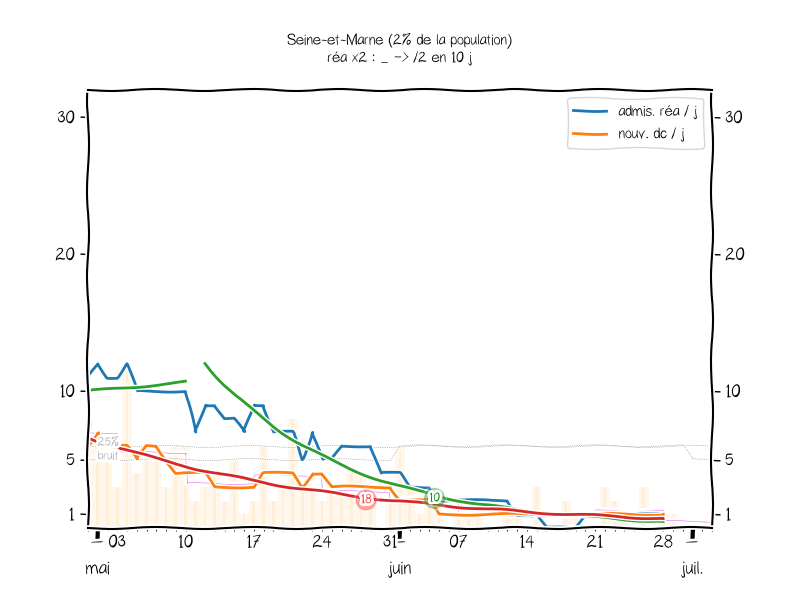 Seine-et-Marne (2% de la population)
réa x2 : _ -> /2 en 10 j
admis. réa / j
nouv. dc / j
30
30
20
20
10
10
25%
bruit
5
5
18
10
1
1
03 10 17 24 31 07 14 21 28
mai juin juil.